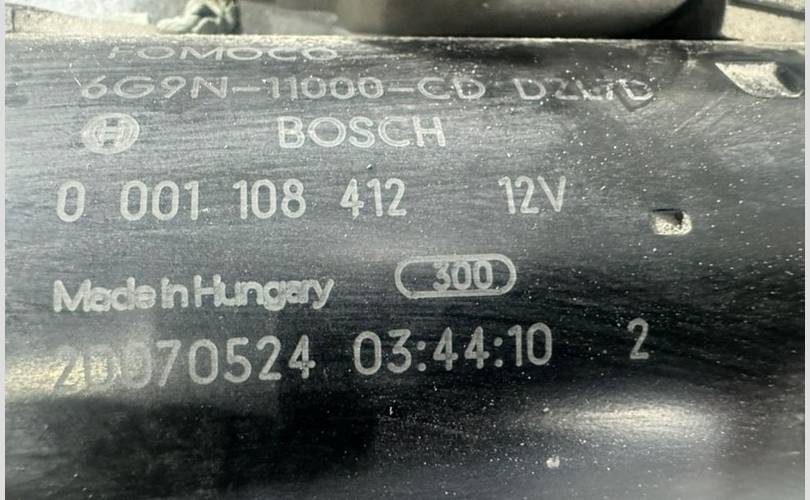 FOMOCO
6G9N-11000-CD
BOSCH
0 001 108 412 12V
Made in Hungary 300
20070524 03:44:10 2